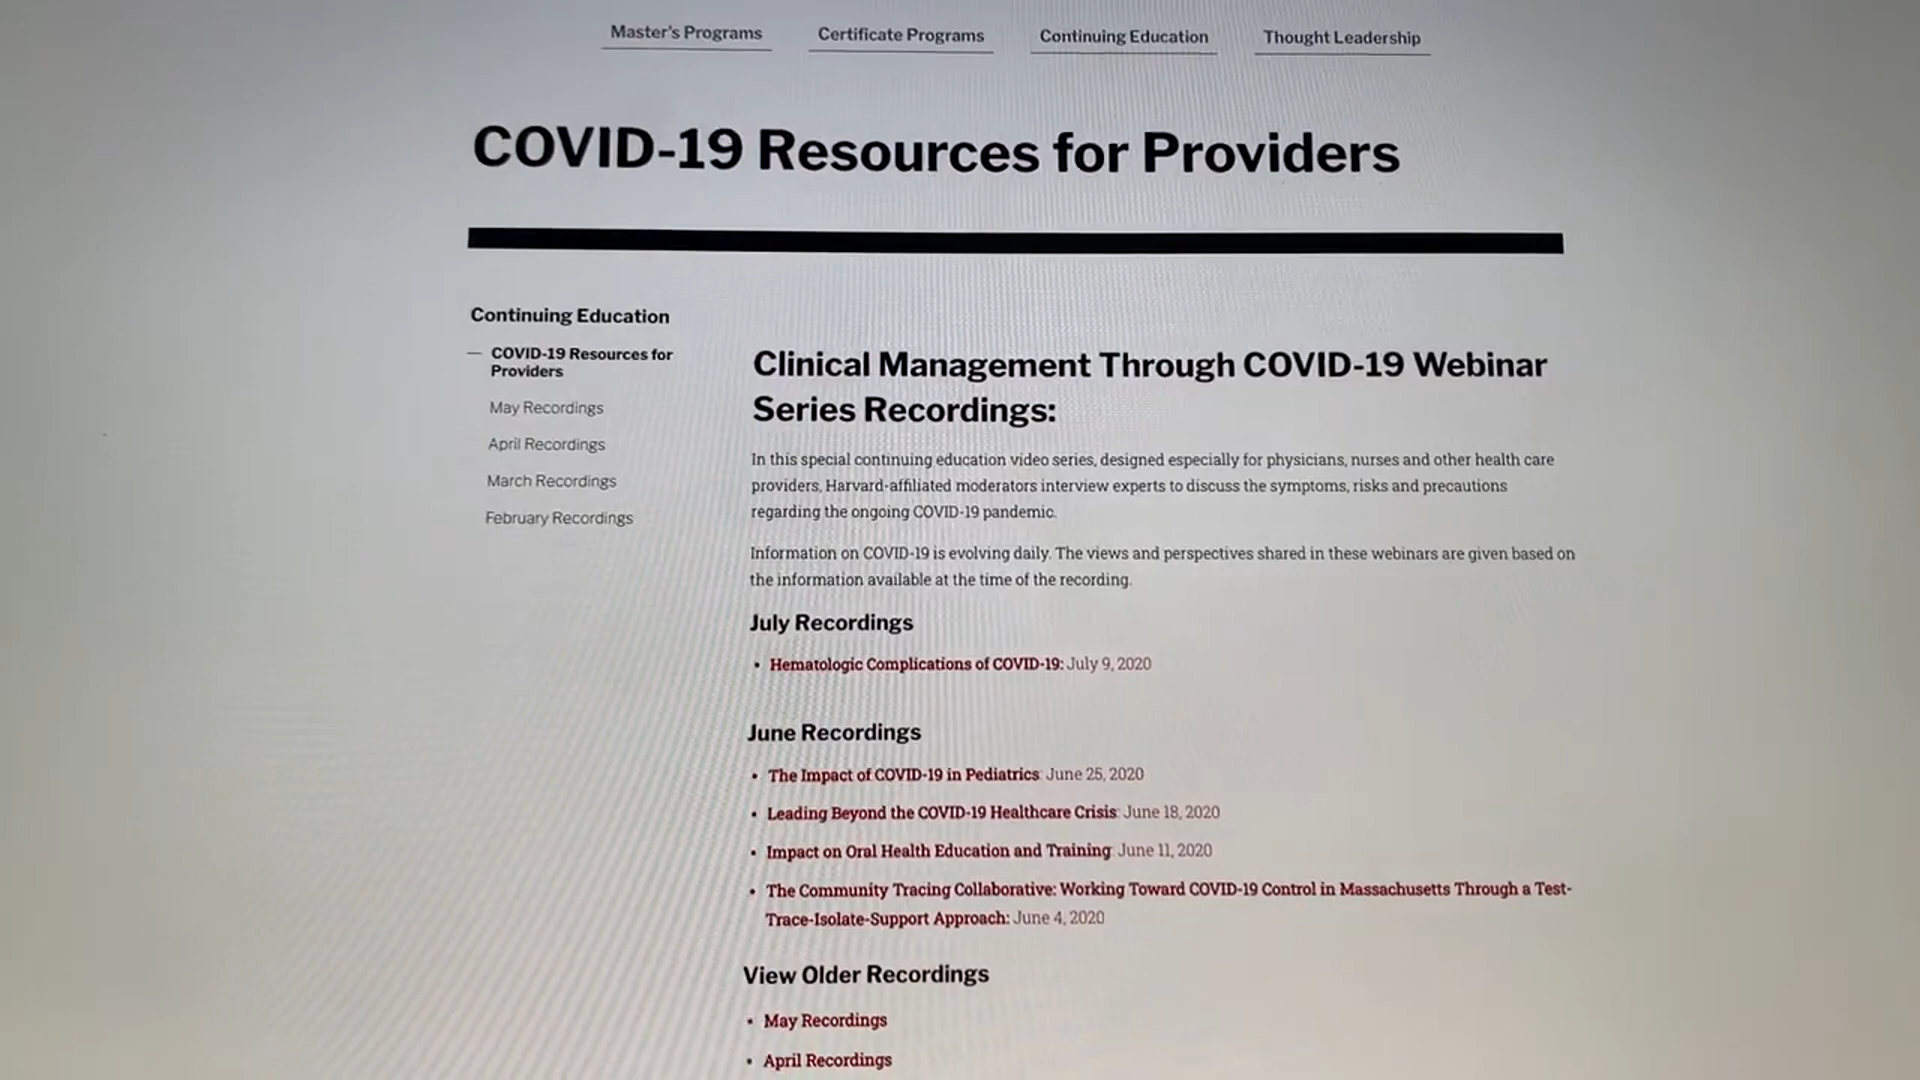 Master's Programs
Certificate Programs
Continuing Education
Thought Leadership
COVID-19 Resources for Providers
Continuing Education
— COVID-19 Resources for
Providers
May Recordings
April Recordings
March Recordings
February Recordings
Clinical Management Through COVID-19 Webinar
Series Recordings:
In this special continuing education video series, designed especially for physicians, nurses and other health care
providers, Harvard-affiliated moderators interview experts to discuss the symptoms, risks and precautions
regarding the ongoing COVID-19 pandemic.
Information on COVID-19 is evolving daily. The views and perspectives shared in these webinars are given based on
the information available at the time of the recording.
July Recordings
• Hematologic Complications of COVID-19: July 9, 2020
June Recordings
• The Impact of COVID-19 in Pediatrics: June 25, 2020
• Leading Beyond the COVID-19 Healthcare Crisis: June 18, 2020
• Impact on Oral Health Education and Training: June 11, 2020
• The Community Tracing Collaborative: Working Toward COVID-19 Control in Massachusetts Through a Test-
Trace-Isolate-Support Approach: June 4, 2020
View Older Recordings
• May Recordings
• April Recordings